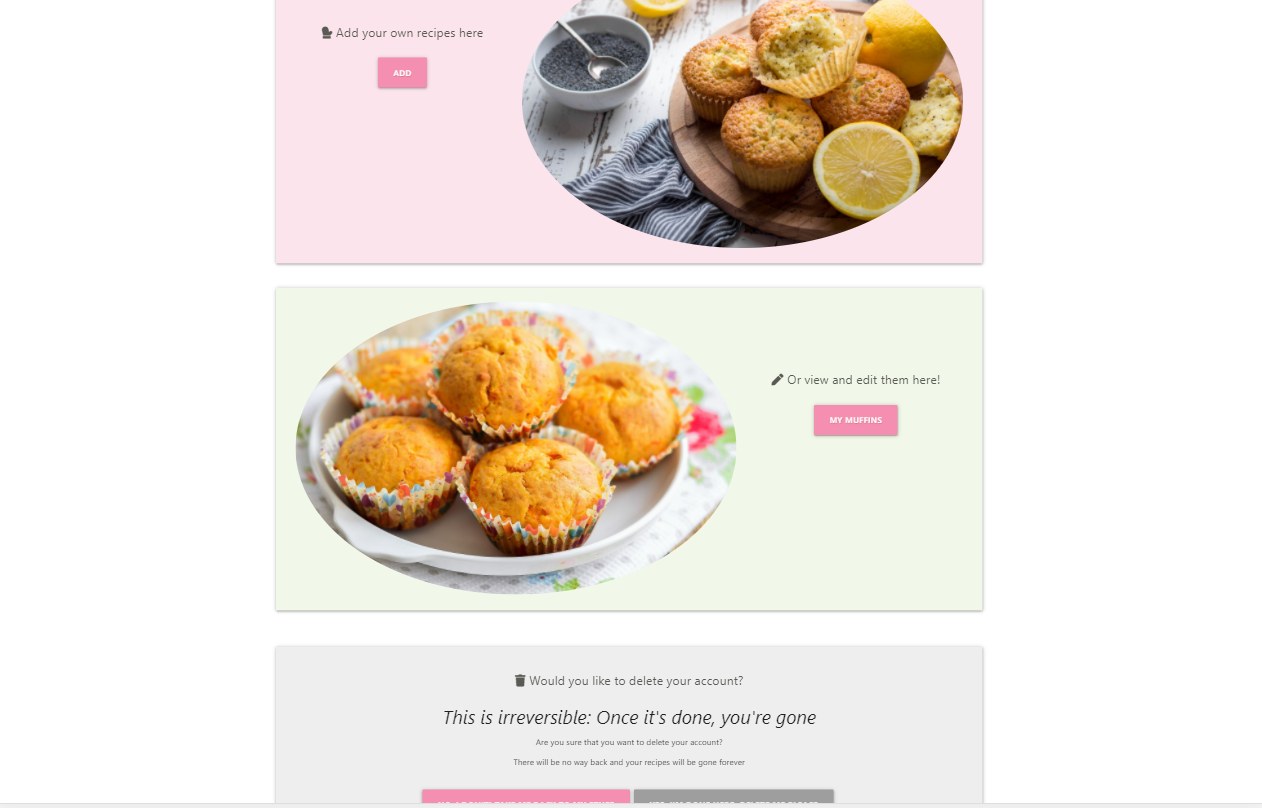 Add your own recipes here
ADD
Or view and edit them here!
MY MUFFINS
Would you like to delete your account?
This is irreversible: Once it's done, you're gone
Are you sure that you want to delete your account?
There will be no way back and your recipes will be gone forever